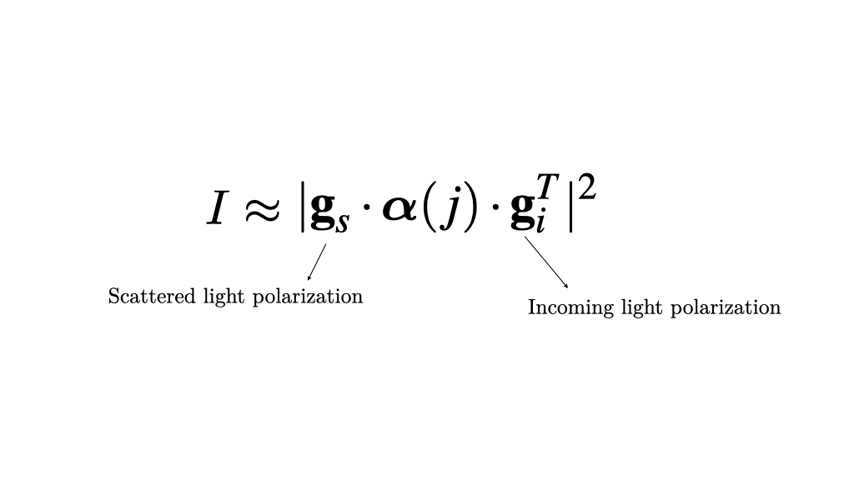 I ≈ |g_s · α(j) · g_i^T|^2
Scattered light polarization
Incoming light polarization